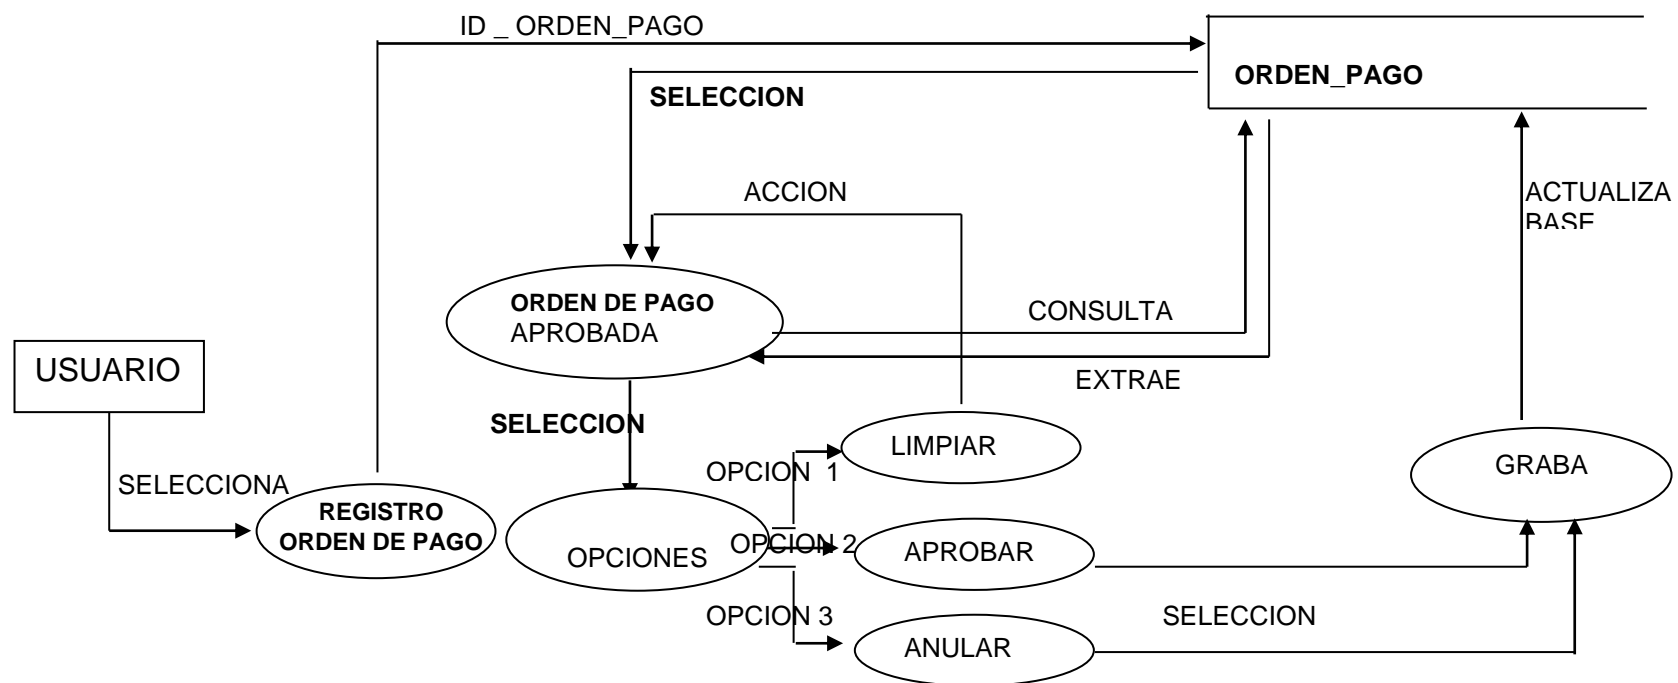 ID _ ORDEN_PAGO
ORDEN_PAGO
SELECCION
ACCION
ACTUALIZA
BASE
ORDEN DE PAGO
APROBADA
CONSULTA
USUARIO
EXTRAE
SELECCION
LIMPIAR
GRABA
OPCION 1
SELECCIONA
REGISTRO
ORDEN DE PAGO
OPCIONES
OPCION 2
APROBAR
OPCION 3
SELECCION
ANULAR